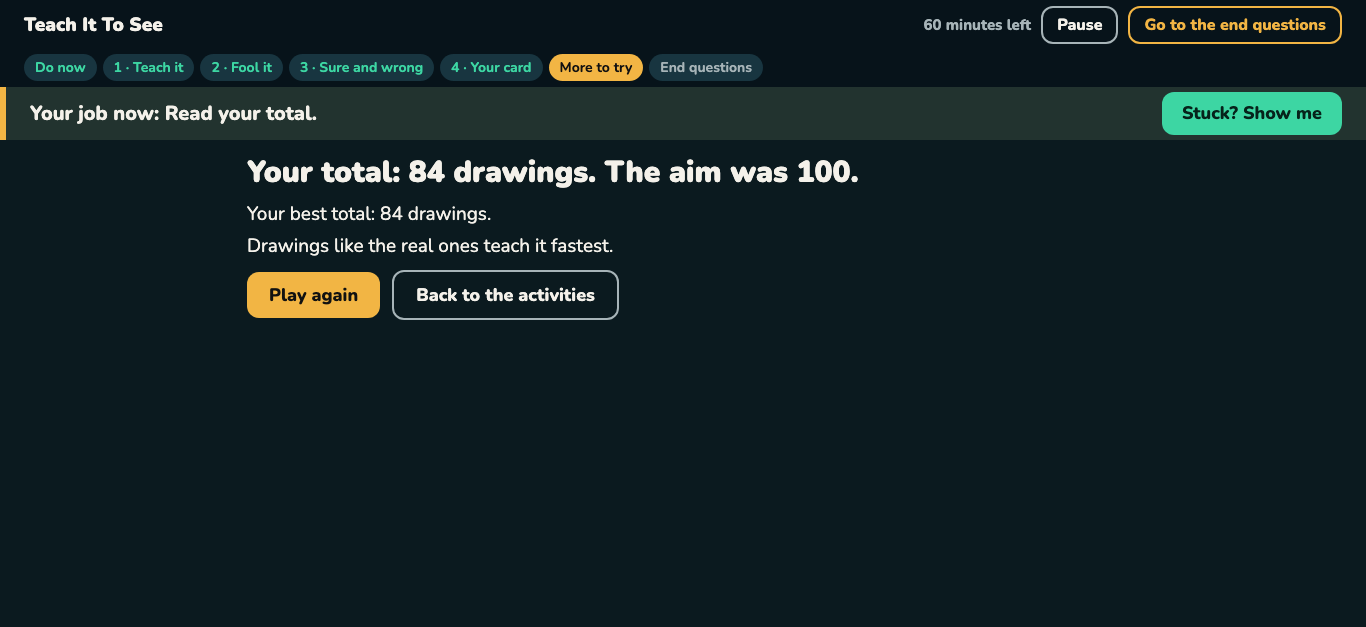 Teach It To See
60 minutes left
Pause
Go to the end questions
Do now
1 · Teach it
2 · Fool it
3 · Sure and wrong
4 · Your card
More to try
End questions
Your job now: Read your total.
Stuck? Show me
Your total: 84 drawings. The aim was 100.
Your best total: 84 drawings.
Drawings like the real ones teach it fastest.
Play again
Back to the activities